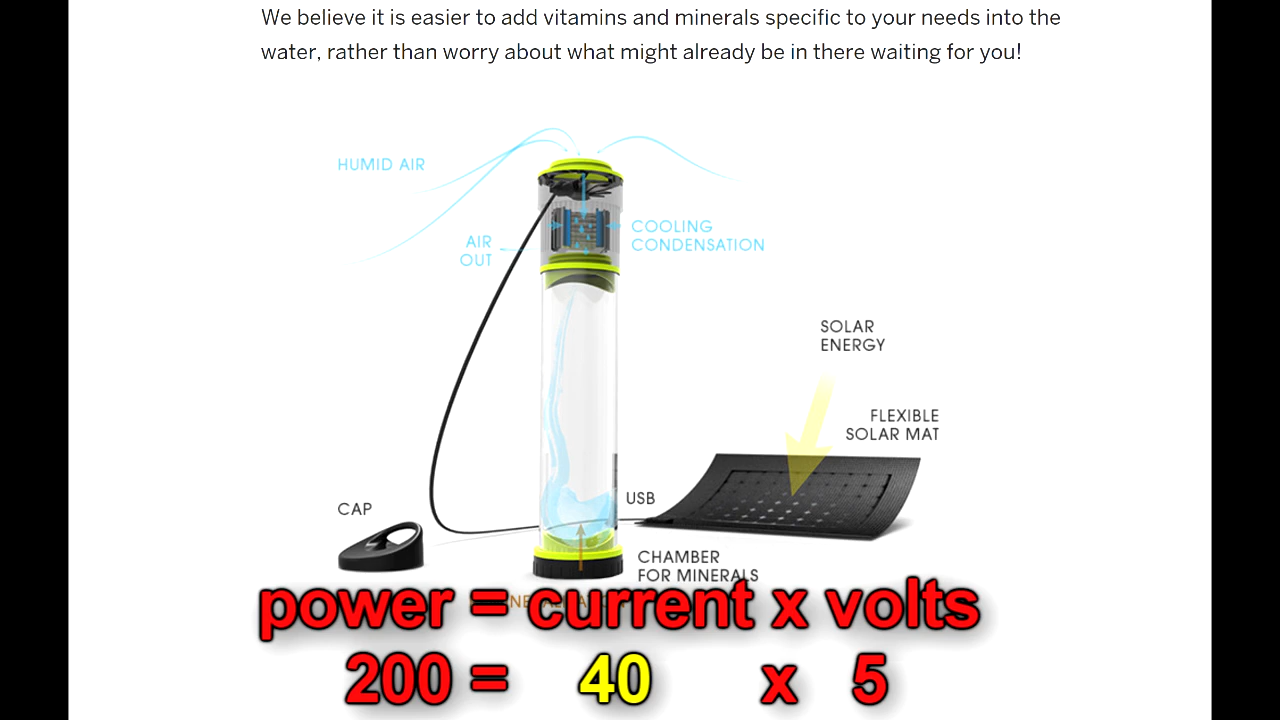 We believe it is easier to add vitamins and minerals specific to your needs into the
water, rather than worry about what might already be in there waiting for you!
HUMID AIR
COOLING
CONDENSATION
AIR
OUT
SOLAR
ENERGY
FLEXIBLE
SOLAR MAT
USB
CAP
CHAMBER
FOR MINERALS
power = current x volts
200 = 40 x 5